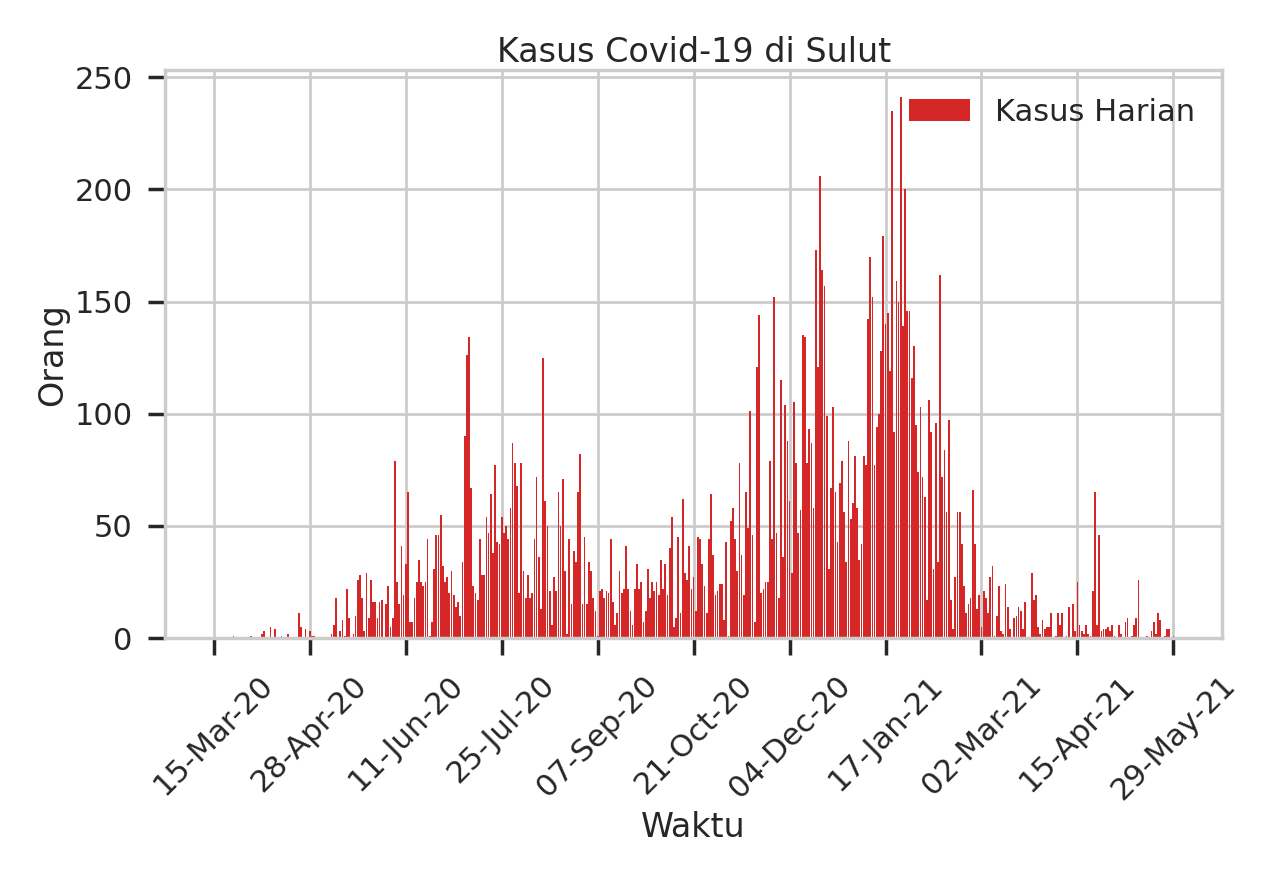 Kasus Covid-19 di Sulut
Kasus Harian
250
200
150
100
50
0
Orang
15-Mar-20
28-Apr-20
11-Jun-20
25-Jul-20
07-Sep-20
21-Oct-20
04-Dec-20
17-Jan-21
02-Mar-21
15-Apr-21
29-May-21
Waktu